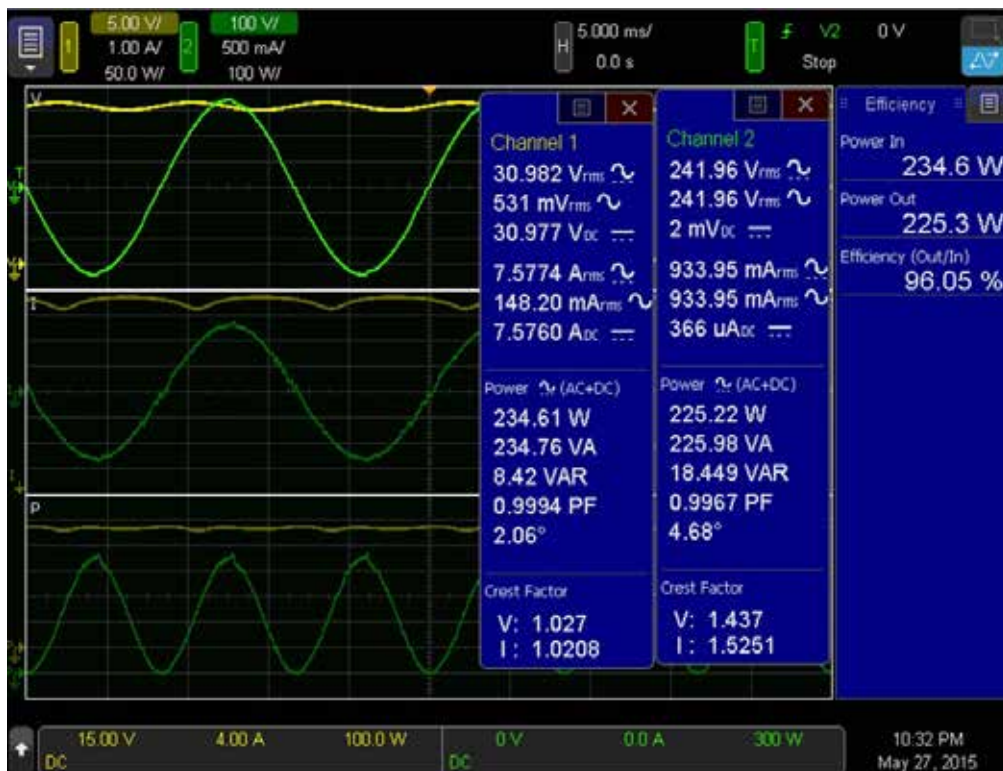 1 5.00 V/ 2 100 V/ H 5.000 ms/ T V2 0 V
1.00 A/ 500 mA/ 0.0 s Stop
50.0 W/ 100 W/
V
T
I
P
Channel 1
30.982 Vrms
531 mVrms
30.977 VDC
7.5774 Arms
148.20 mArms
7.5760 ADC
Power (AC+DC)
234.61 W
234.76 VA
8.42 VAR
0.9994 PF
2.06°
Crest Factor
V: 1.027
I : 1.0208
Channel 2
241.96 Vrms
241.96 Vrms
2 mVDC
933.95 mArms
933.95 mArms
366 uADC
Power (AC+DC)
225.22 W
225.98 VA
18.449 VAR
0.9967 PF
4.68°
Crest Factor
V: 1.437
I : 1.5251
Efficiency
Power In
234.6 W
Power Out
225.3 W
Efficiency (Out/In)
96.05 %
15.00 V 4.00 A 100.0 W 0 V 0.0 A 300 W 10:32 PM
DC DC May 27, 2015